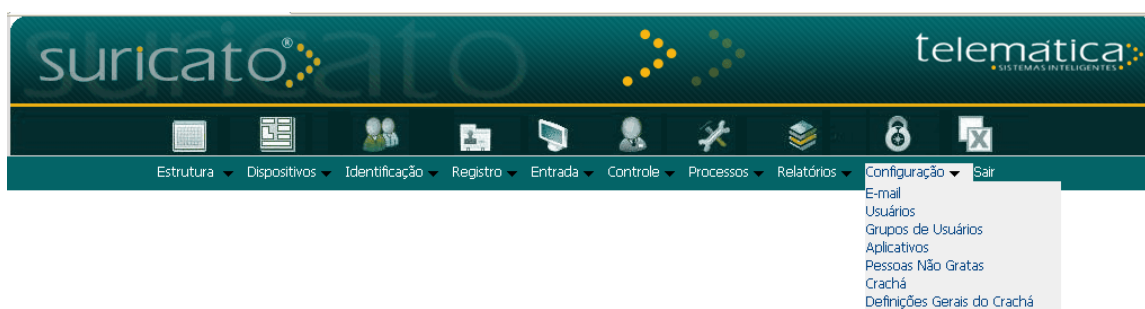 suricato®
telemática
SISTEMAS INTELIGENTES
Estrutura Dispositivos Identificação Registro Entrada Controle Processos Relatórios Configuração Sair
E-mail
Usuários
Grupos de Usuários
Aplicativos
Pessoas Não Gratas
Crachá
Definições Gerais do Crachá